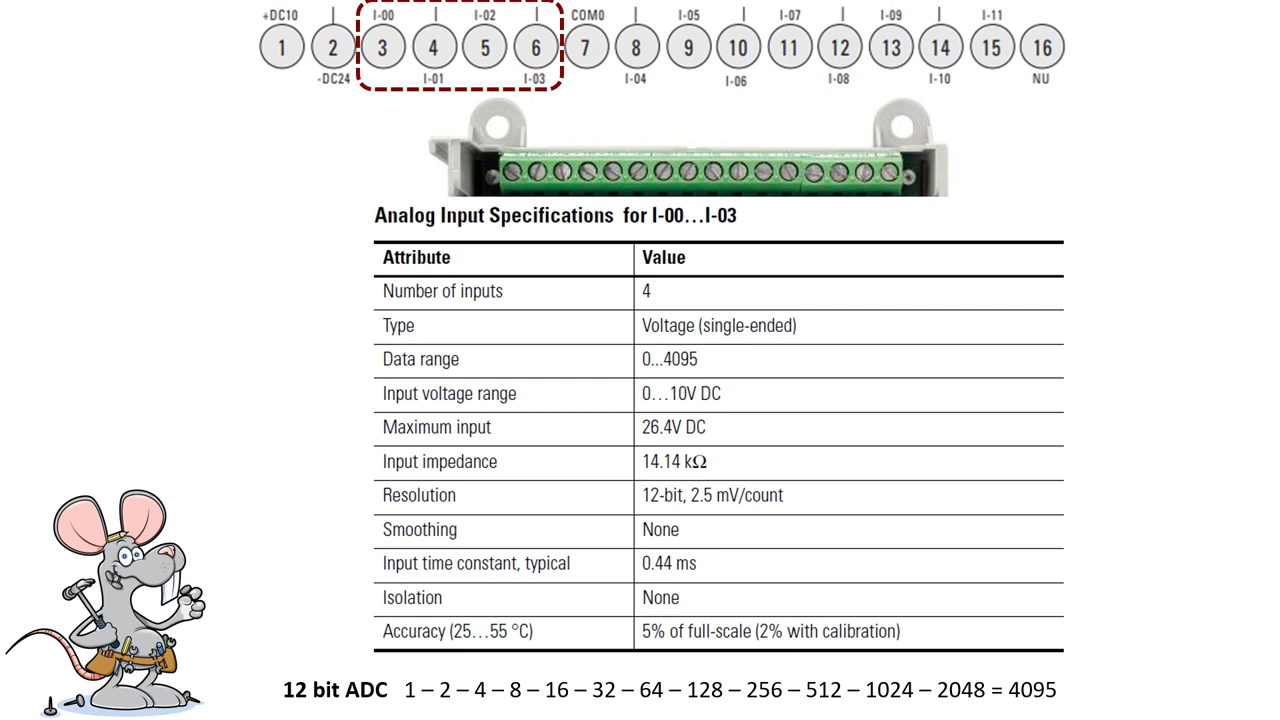 +DC10 | I-00 | I-02 | COM0 | I-05 | I-07 | I-09 | I-11
1 2 3 4 5 6 7 8 9 10 11 12 13 14 15 16
-DC24 I-01 I-03 I-04 I-06 I-08 I-10 NU
Analog Input Specifications for I-00...I-03
Attribute Value
Number of inputs 4
Type Voltage (single-ended)
Data range 0...4095
Input voltage range 0...10V DC
Maximum input 26.4V DC
Input impedance 14.14 kΩ
Resolution 12-bit, 2.5 mV/count
Smoothing None
Input time constant, typical 0.44 ms
Isolation None
Accuracy (25...55 °C) 5% of full-scale (2% with calibration)
12 bit ADC 1 – 2 – 4 – 8 – 16 – 32 – 64 – 128 – 256 – 512 – 1024 – 2048 = 4095